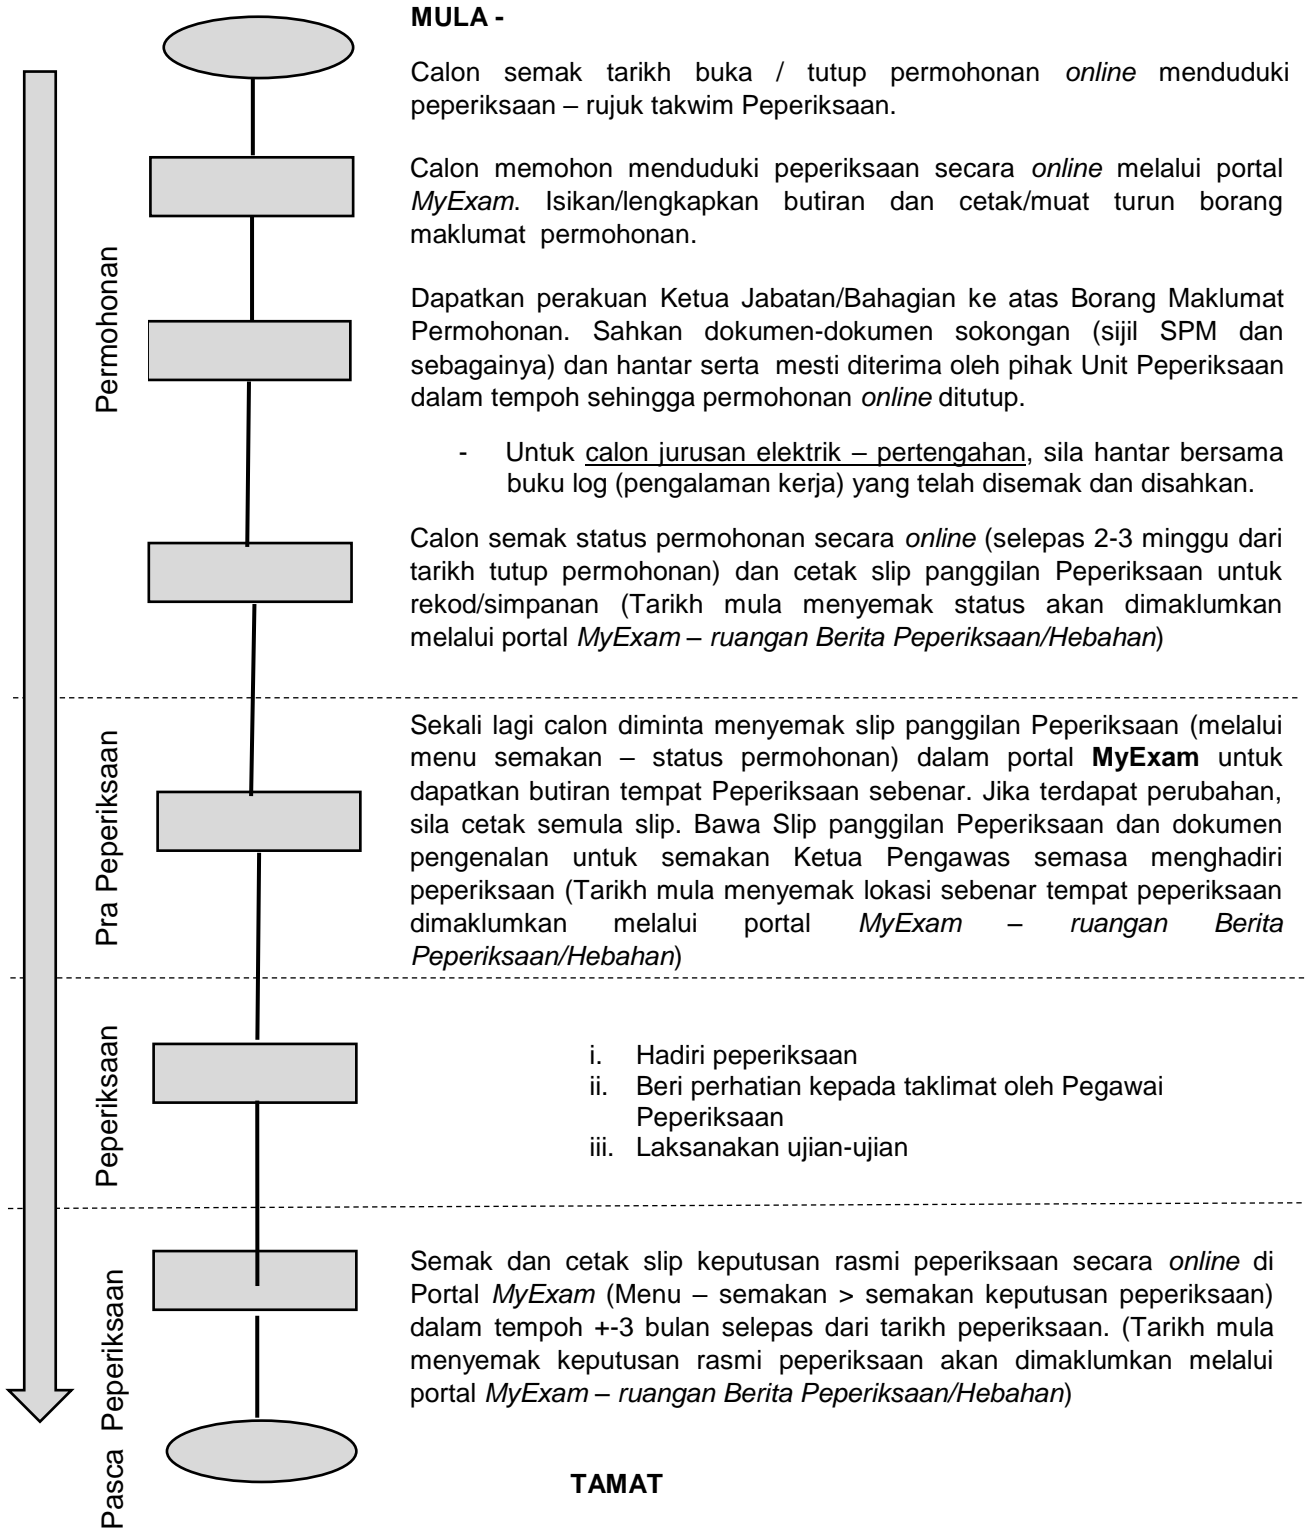 MULA -
Calon semak tarikh buka / tutup permohonan online menduduki
peperiksaan – rujuk takwim Peperiksaan.
Calon memohon menduduki peperiksaan secara online melalui portal
MyExam. Isikan/lengkapkan butiran dan cetak/muat turun borang
maklumat permohonan.
Permohonan
Dapatkan perakuan Ketua Jabatan/Bahagian ke atas Borang Maklumat
Permohonan. Sahkan dokumen-dokumen sokongan (sijil SPM dan
sebagainya) dan hantar serta mesti diterima oleh pihak Unit Peperiksaan
dalam tempoh sehingga permohonan online ditutup.
- Untuk calon jurusan elektrik – pertengahan, sila hantar bersama
buku log (pengalaman kerja) yang telah disemak dan disahkan.
Calon semak status permohonan secara online (selepas 2-3 minggu dari
tarikh tutup permohonan) dan cetak slip panggilan Peperiksaan untuk
rekod/simpanan (Tarikh mula menyemak status akan dimaklumkan
melalui portal MyExam – ruangan Berita Peperiksaan/Hebahan)
Pra Peperiksaan
Sekali lagi calon diminta menyemak slip panggilan Peperiksaan (melalui
menu semakan – status permohonan) dalam portal MyExam untuk
dapatkan butiran tempat Peperiksaan sebenar. Jika terdapat perubahan,
sila cetak semula slip. Bawa Slip panggilan Peperiksaan dan dokumen
pengenalan untuk semakan Ketua Pengawas semasa menghadiri
peperiksaan (Tarikh mula menyemak lokasi sebenar tempat peperiksaan
dimaklumkan melalui portal MyExam – ruangan Berita
Peperiksaan/Hebahan)
Peperiksaan
i. Hadiri peperiksaan
ii. Beri perhatian kepada taklimat oleh Pegawai
Peperiksaan
iii. Laksanakan ujian-ujian
Pasca Peperiksaan
Semak dan cetak slip keputusan rasmi peperiksaan secara online di
Portal MyExam (Menu – semakan > semakan keputusan peperiksaan)
dalam tempoh +-3 bulan selepas dari tarikh peperiksaan. (Tarikh mula
menyemak keputusan rasmi peperiksaan akan dimaklumkan melalui
portal MyExam – ruangan Berita Peperiksaan/Hebahan)
TAMAT